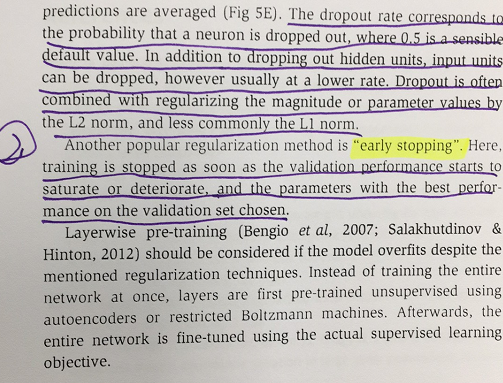 predictions are averaged (Fig 5E). The dropout rate corresponds to
the probability that a neuron is dropped out, where 0.5 is a sensible
default value. In addition to dropping out hidden units, input units
can be dropped, however usually at a lower rate. Dropout is often
combined with regularizing the magnitude or parameter values by
the L2 norm, and less commonly the L1 norm.
Another popular regularization method is “early stopping”. Here,
training is stopped as soon as the validation performance starts to
saturate or deteriorate, and the parameters with the best perfor-
mance on the validation set chosen.
Layerwise pre-training (Bengio et al, 2007; Salakhutdinov &
Hinton, 2012) should be considered if the model overfits despite the
mentioned regularization techniques. Instead of training the entire
network at once, layers are first pre-trained unsupervised using
autoencoders or restricted Boltzmann machines. Afterwards, the
entire network is fine-tuned using the actual supervised learning
objective.